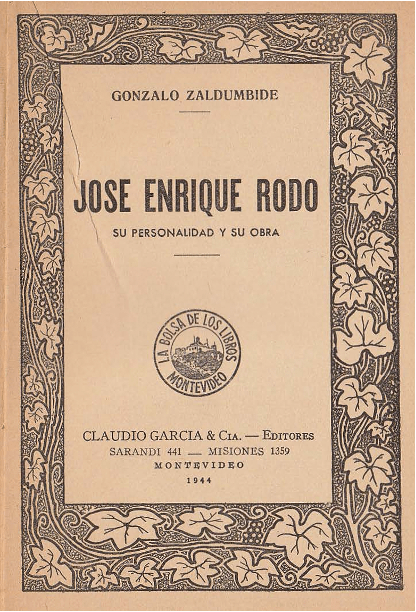 GONZALO ZALDUMBIDE
JOSE ENRIQUE RODO
SU PERSONALIDAD Y SU OBRA
LA BOLSA DE LOS LIBROS
MONTEVIDEO
CLAUDIO GARCIA & CIA. — EDITORES
SARANDI 441 — MISIONES 1359
MONTEVIDEO
1944